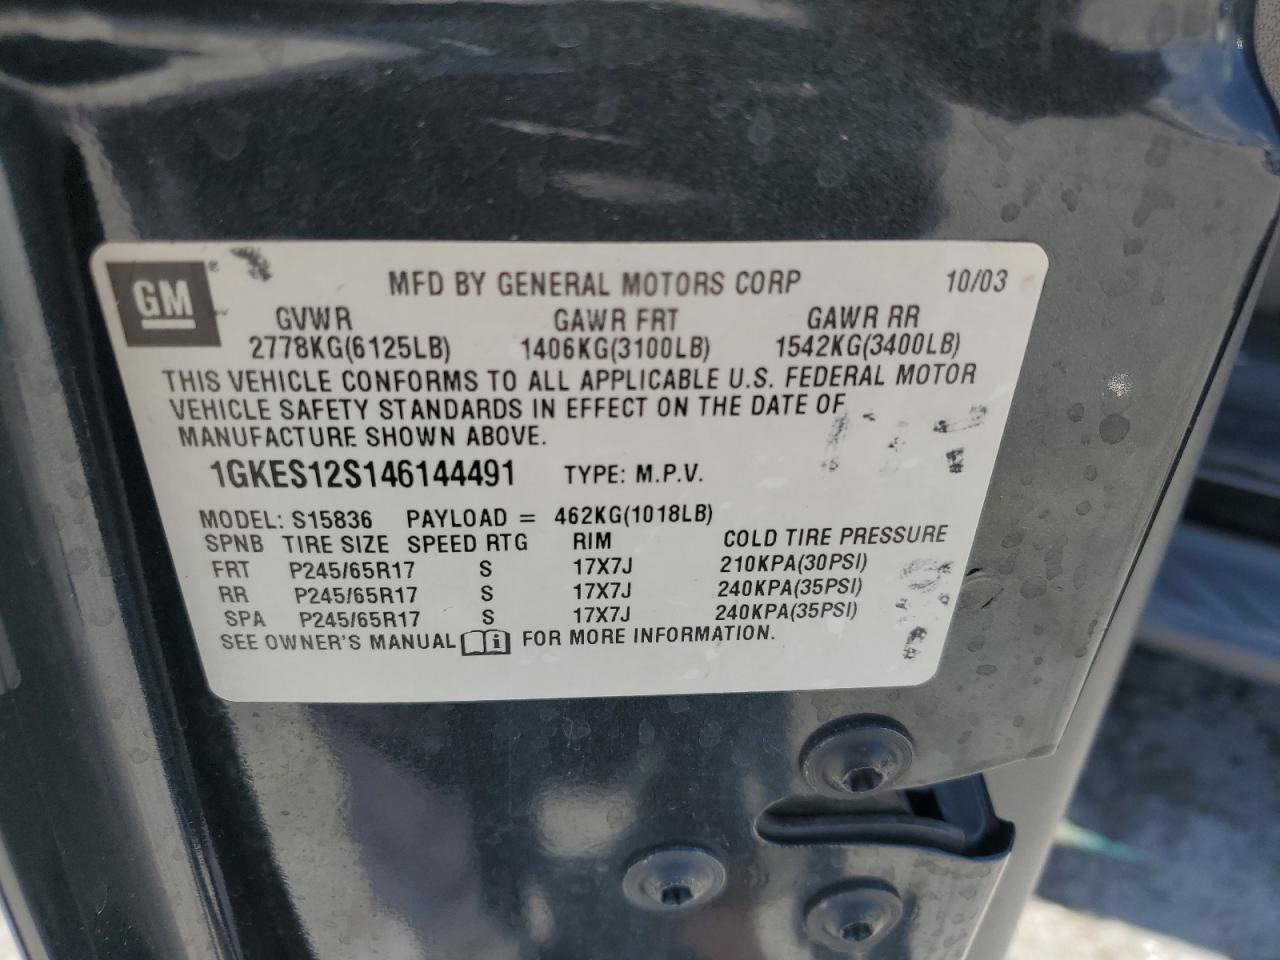 GM ® MFD BY GENERAL MOTORS CORP 10/03
GVWR GAWR FRT GAWR RR
2778KG(6125LB) 1406KG(3100LB) 1542KG(3400LB)
THIS VEHICLE CONFORMS TO ALL APPLICABLE U.S. FEDERAL MOTOR
VEHICLE SAFETY STANDARDS IN EFFECT ON THE DATE OF
MANUFACTURE SHOWN ABOVE.
1GKES12S146144491 TYPE: M.P.V.
MODEL: S15836 PAYLOAD = 462KG(1018LB)
SPNB TIRE SIZE SPEED RTG RIM COLD TIRE PRESSURE
FRT P245/65R17 S 17X7J 210KPA(30PSI)
RR P245/65R17 S 17X7J 240KPA(35PSI)
SPA P245/65R17 S 17X7J 240KPA(35PSI)
SEE OWNER'S MANUAL i FOR MORE INFORMATION.